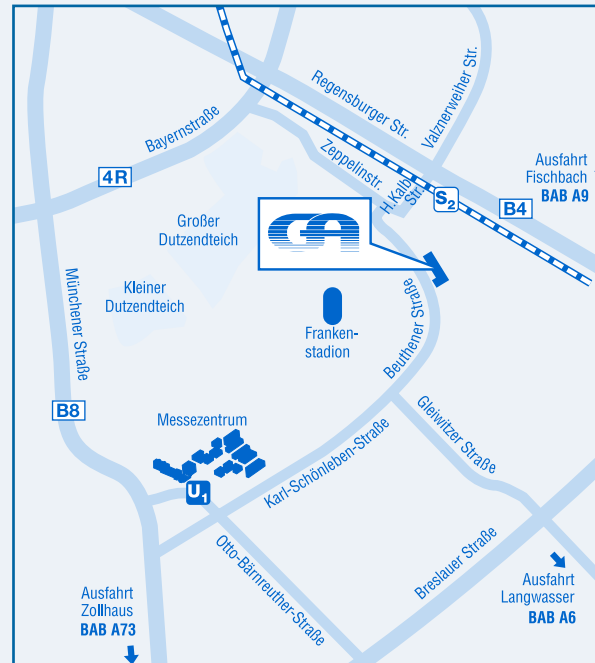 Regensburger Str.
Valznerweiher Str.
Bayernstraße
Zeppelinstr.
H.Kalb
Str.
Ausfahrt
Fischbach
BAB A9
4R
S2
B4
Großer
Dutzendteich
GA
Kleiner
Dutzendteich
Münchener Straße
Franken-
stadion
Beuthener Straße
B8
Messezentrum
Gleiwitzer Straße
Karl-Schönleben-Straße
U1
Otto-Bärnreuther-Straße
Breslauer Straße
Ausfahrt
Zollhaus
BAB A73
Ausfahrt
Langwasser
BAB A6